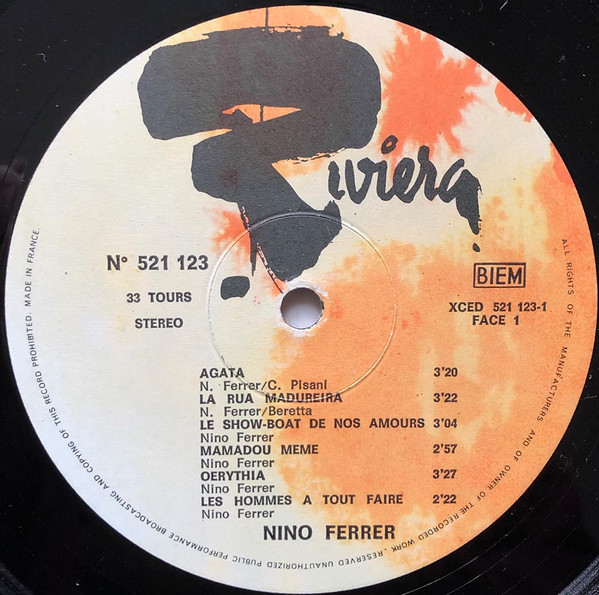 Riviera
N° 521 123
33 TOURS
STEREO
BIEM
XCED 521 123-1
FACE 1
AGATA 3'20
N. Ferrer/C. Pisani
LA RUA MADUREIRA 3'22
N. Ferrer/Beretta
LE SHOW-BOAT DE NOS AMOURS 3'04
Nino Ferrer
MAMADOU MEME 2'57
Nino Ferrer
OERYTHIA 3'27
Nino Ferrer
LES HOMMES A TOUT FAIRE 2'22
Nino Ferrer
NINO FERRER
ALL RIGHTS OF THE MANUFACTURERS AND OF OWNER OF THE RECORDED WORK. RESERVED UNAUTHORIZED PUBLIC PERFORMANCE BROADCASTING AND COPYING OF THIS RECORD PROHIBITED. MADE IN FRANCE.